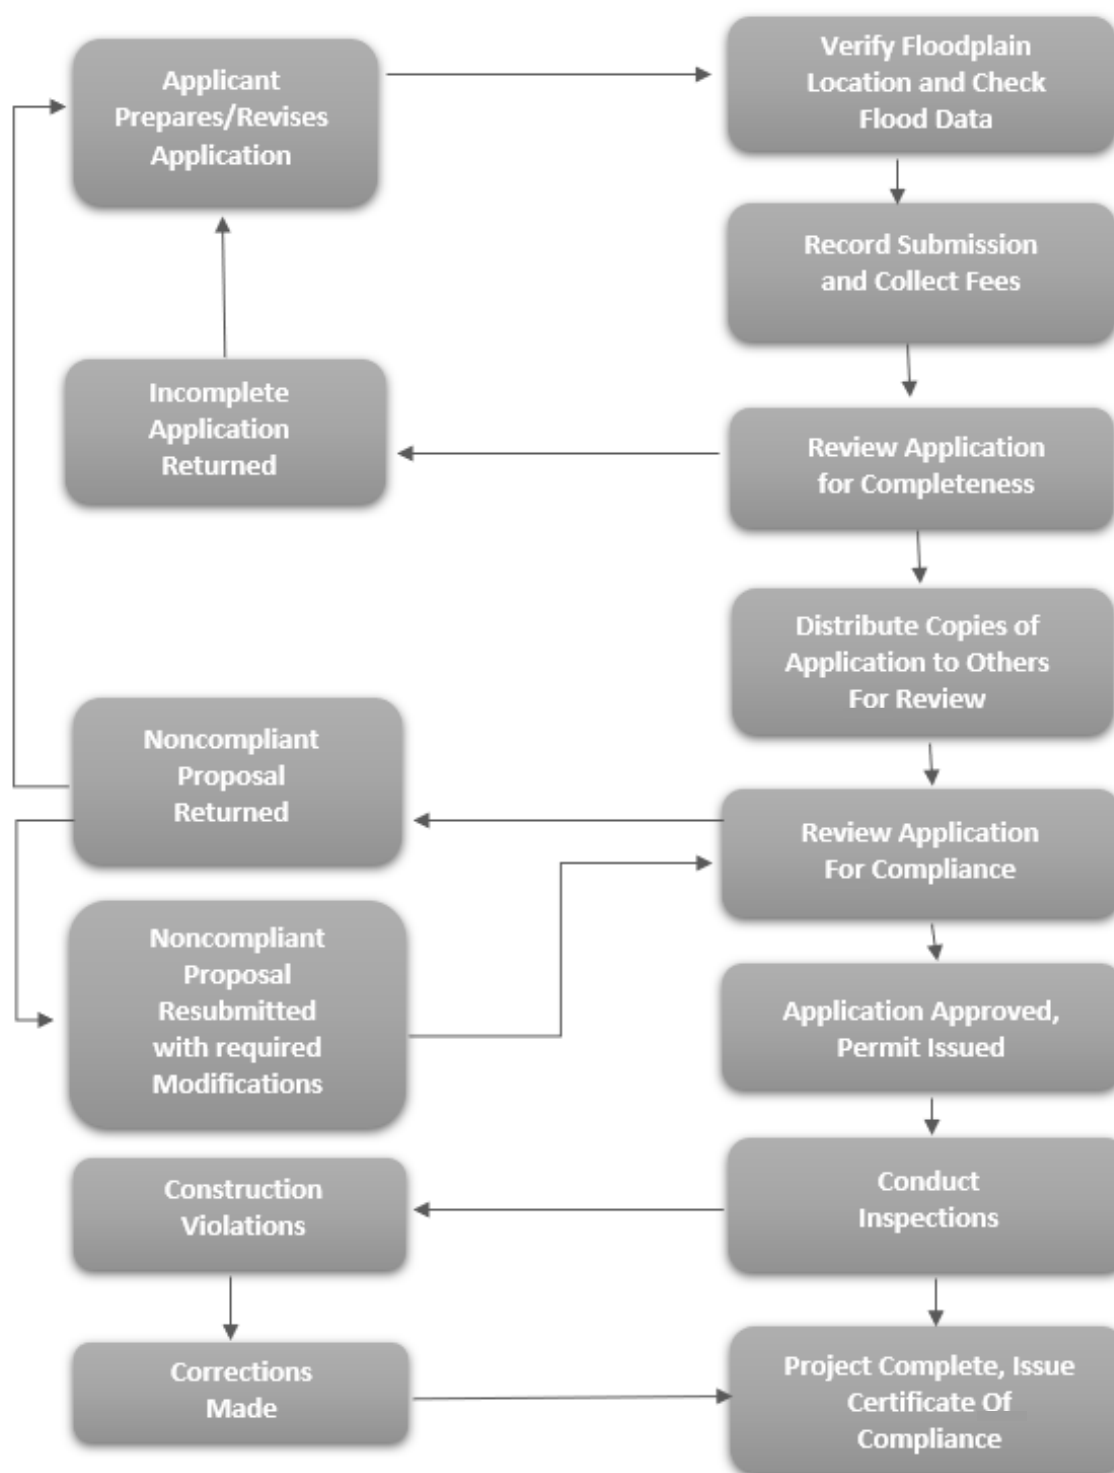 Applicant
Prepares/Revises
Application
Verify Floodplain
Location and Check
Flood Data
Record Submission
and Collect Fees
Incomplete
Application
Returned
Review Application
for Completeness
Distribute Copies of
Application to Others
For Review
Noncompliant
Proposal
Returned
Review Application
For Compliance
Noncompliant
Proposal
Resubmitted
with required
Modifications
Application Approved,
Permit Issued
Construction
Violations
Conduct
Inspections
Corrections
Made
Project Complete, Issue
Certificate Of
Compliance